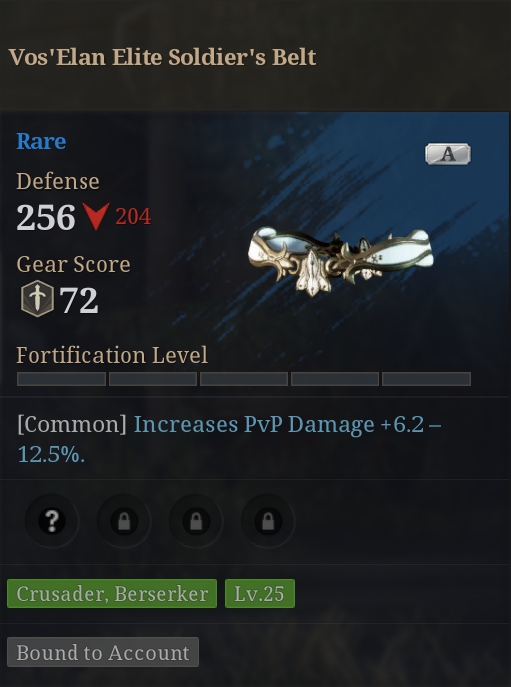 Vos'Elan Elite Soldier's Belt
Rare
A
Defense
256 204
Gear Score
72
Fortification Level
[Common] Increases PvP Damage +6.2 –
12.5%.
?
Crusader, Berserker Lv.25
Bound to Account